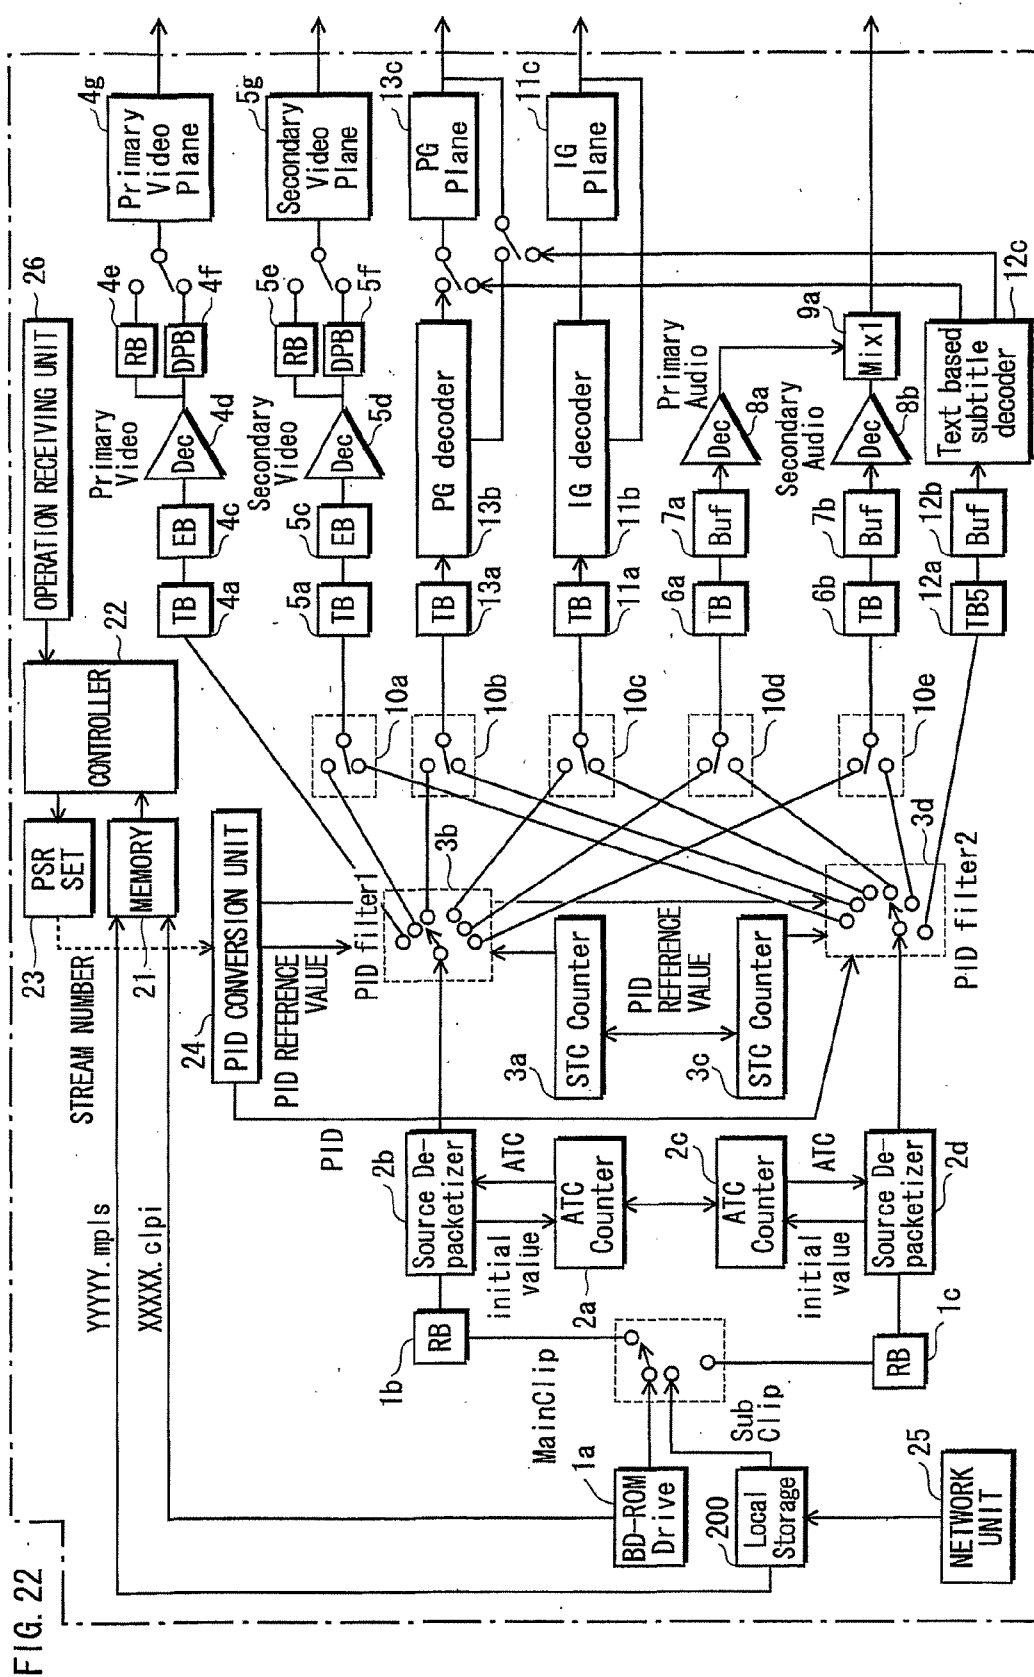 FIG. 22
OPERATION RECEIVING UNIT
26
CONTROLLER
22
PSR
SET
23
MEMORY
21
STREAM NUMBER
YYYYY.mpls
XXXXX.clpi
PID CONVERSION UNIT
24
PID REFERENCE
VALUE
BD-ROM
Drive
1a
Local
Storage
200
NETWORK
UNIT
25
MainClip
Sub
Clip
RB
1b
RB
1c
Source De-
packetizer
2b
PID
ATC
initial
value
ATC
Counter
2a
ATC
Counter
2c
ATC
initial
value
Source De-
packetizer
2d
STC Counter
3a
PID
REFERENCE
VALUE
STC Counter
3c
PID filter1
3b
PID filter2
3d
10a
10b
10c
10d
10e
TB
4a
EB
4c
Primary
Video
Dec
4d
RB
4e
DPB
4f
Primary
Video
Plane
4g
TB
5a
EB
5c
Secondary
Video
Dec
5d
RB
5e
DPB
5f
Secondary
Video
Plane
5g
TB
13a
PG decoder
13b
PG
Plane
13c
TB
11a
IG decoder
11b
IG
Plane
11c
TB
6a
Buf
7a
Dec
8a
Primary
Audio
TB
6b
Buf
7b
Secondary
Audio
Dec
8b
Mix1
9a
TB5
12a
Buf
12b
Text based
subtitle
decoder
12c